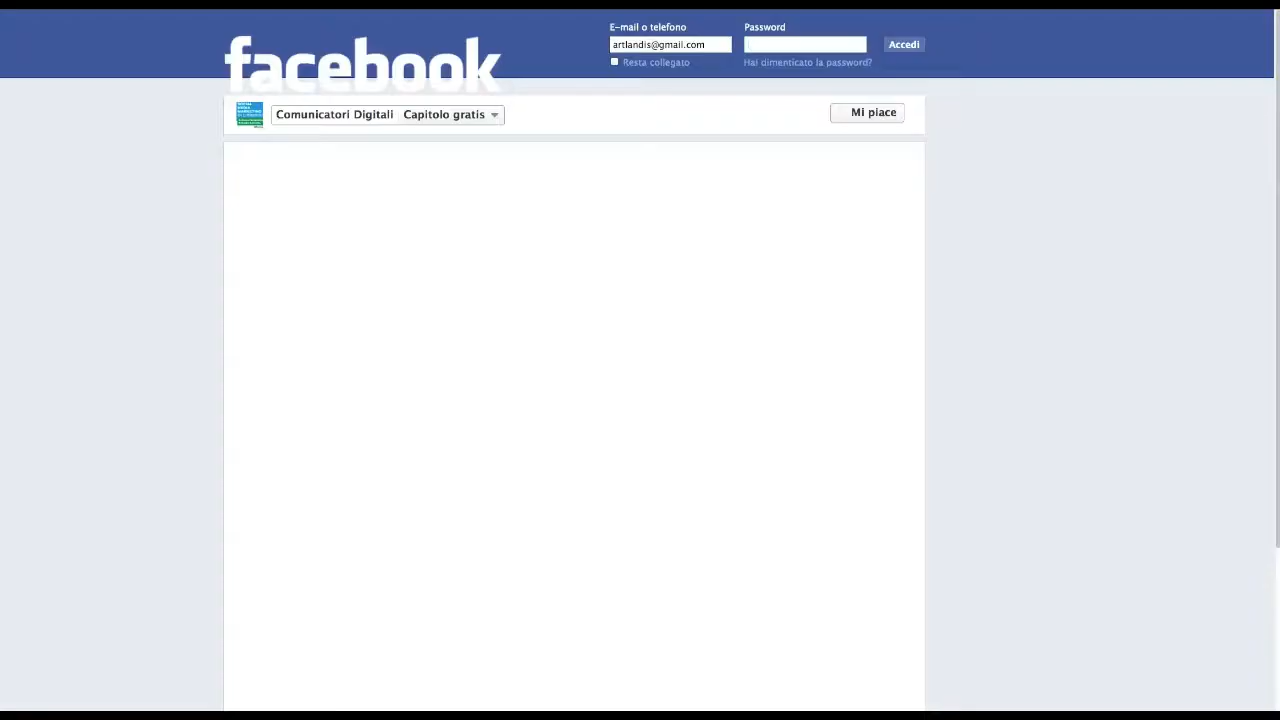 E-mail o telefono
Password
facebook
artlandis@gmail.com
Accedi
Resta collegato
Hai dimenticato la password?
Comunicatori Digitali
Capitolo gratis
Mi piace